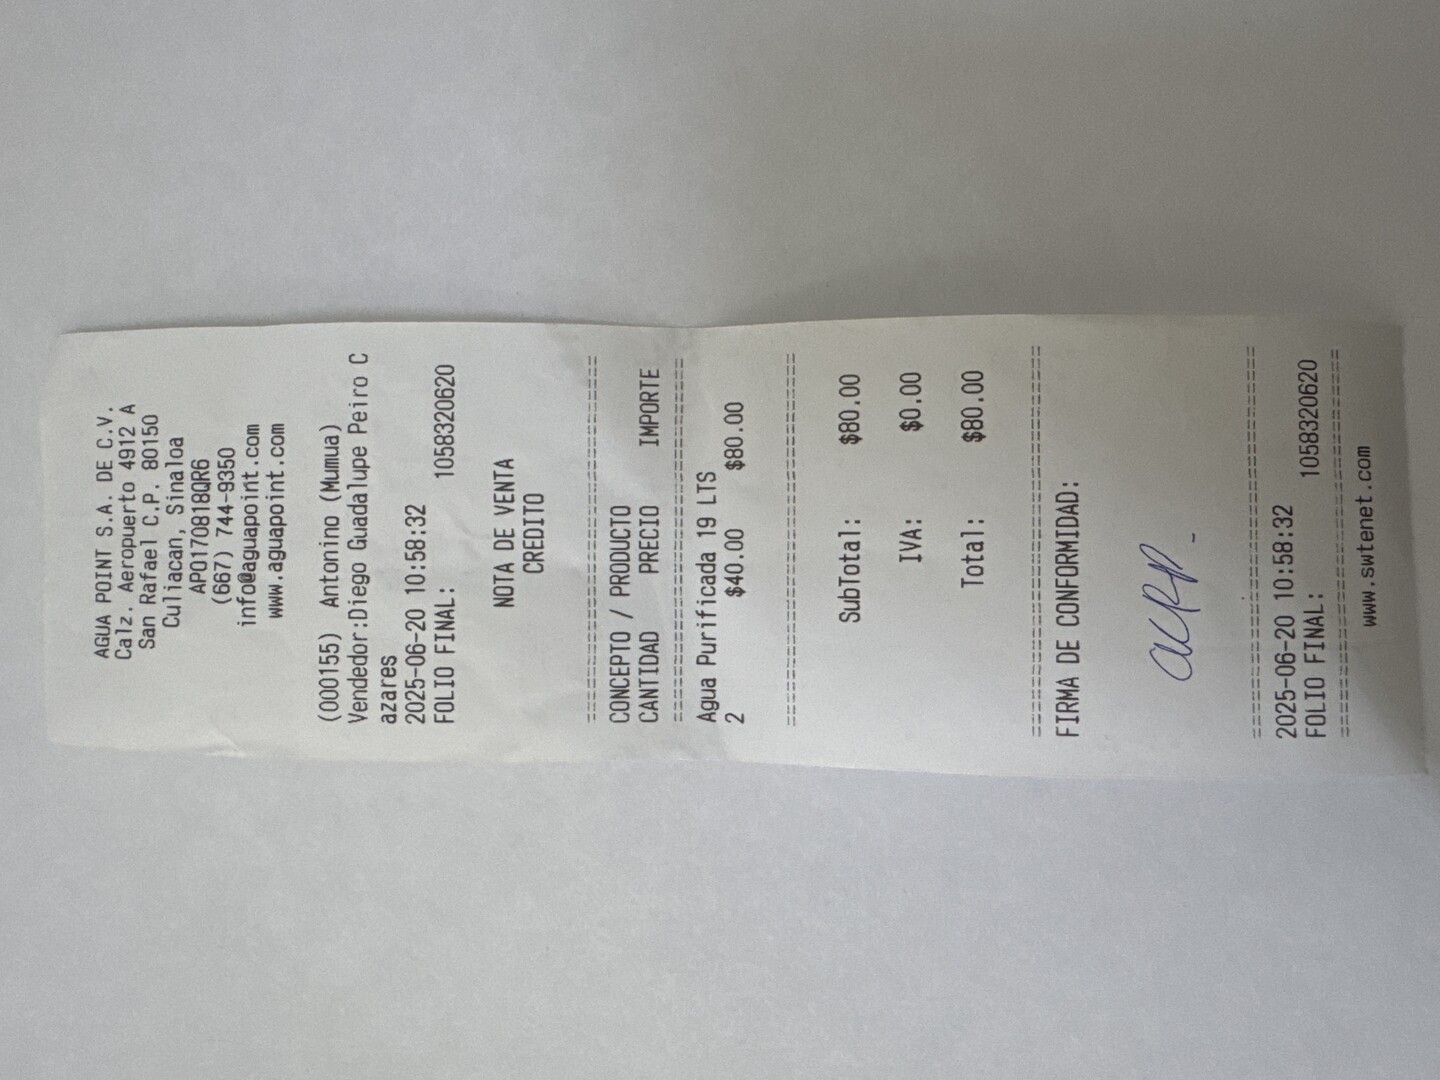 AGUA POINT S.A. DE C.V.
Calz. Aeropuerto 4912 A
San Rafael C.P. 80150
Culiacan, Sinaloa
APO170818QR6
(667) 744-9350
info@aguapoint.com
www.aguapoint.com
(000155) Antonino (Mumua)
Vendedor:Diego Guadalupe Peiro C
azares
2025-06-20 10:58:32
FOLIO FINAL: 1058320620
NOTA DE VENTA
CREDITO
================================
CONCEPTO / PRODUCTO
CANTIDAD PRECIO IMPORTE
================================
Agua Purificada 19 LTS
2 $40.00 $80.00
================================
SubTotal: $80.00
IVA: $0.00
Total: $80.00
================================
FIRMA DE CONFORMIDAD:
================================
2025-06-20 10:58:32
FOLIO FINAL: 1058320620
================================
www.swtenet.com